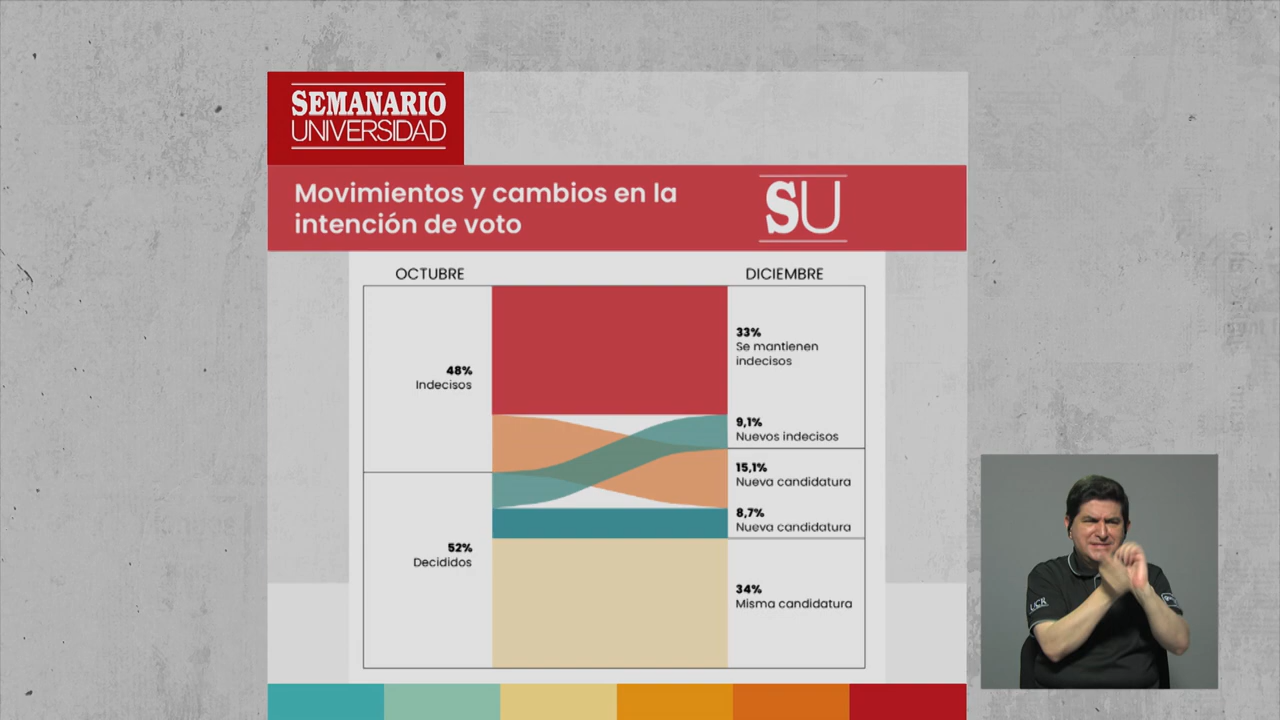 SEMANARIO
UNIVERSIDAD
Movimientos y cambios en la
intención de voto
SU
OCTUBRE
DICIEMBRE
48%
Indecisos
52%
Decididos
33%
Se mantienen
indecisos
9,1%
Nuevos indecisos
15,1%
Nueva candidatura
8,7%
Nueva candidatura
34%
Misma candidatura
UCR